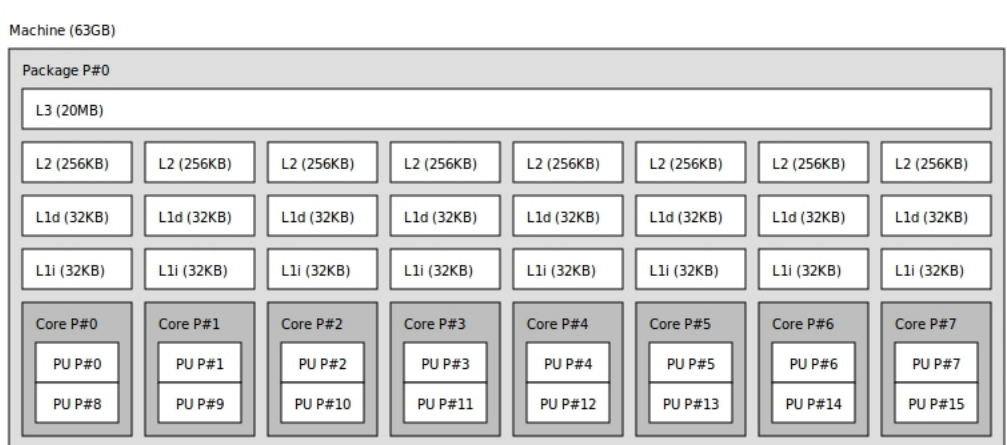 Machine (63GB)
Package P#0
L3 (20MB)
L2 (256KB) L2 (256KB) L2 (256KB) L2 (256KB) L2 (256KB) L2 (256KB) L2 (256KB) L2 (256KB)
L1d (32KB) L1d (32KB) L1d (32KB) L1d (32KB) L1d (32KB) L1d (32KB) L1d (32KB) L1d (32KB)
L1i (32KB) L1i (32KB) L1i (32KB) L1i (32KB) L1i (32KB) L1i (32KB) L1i (32KB) L1i (32KB)
Core P#0 Core P#1 Core P#2 Core P#3 Core P#4 Core P#5 Core P#6 Core P#7
PU P#0 PU P#1 PU P#2 PU P#3 PU P#4 PU P#5 PU P#6 PU P#7
PU P#8 PU P#9 PU P#10 PU P#11 PU P#12 PU P#13 PU P#14 PU P#15